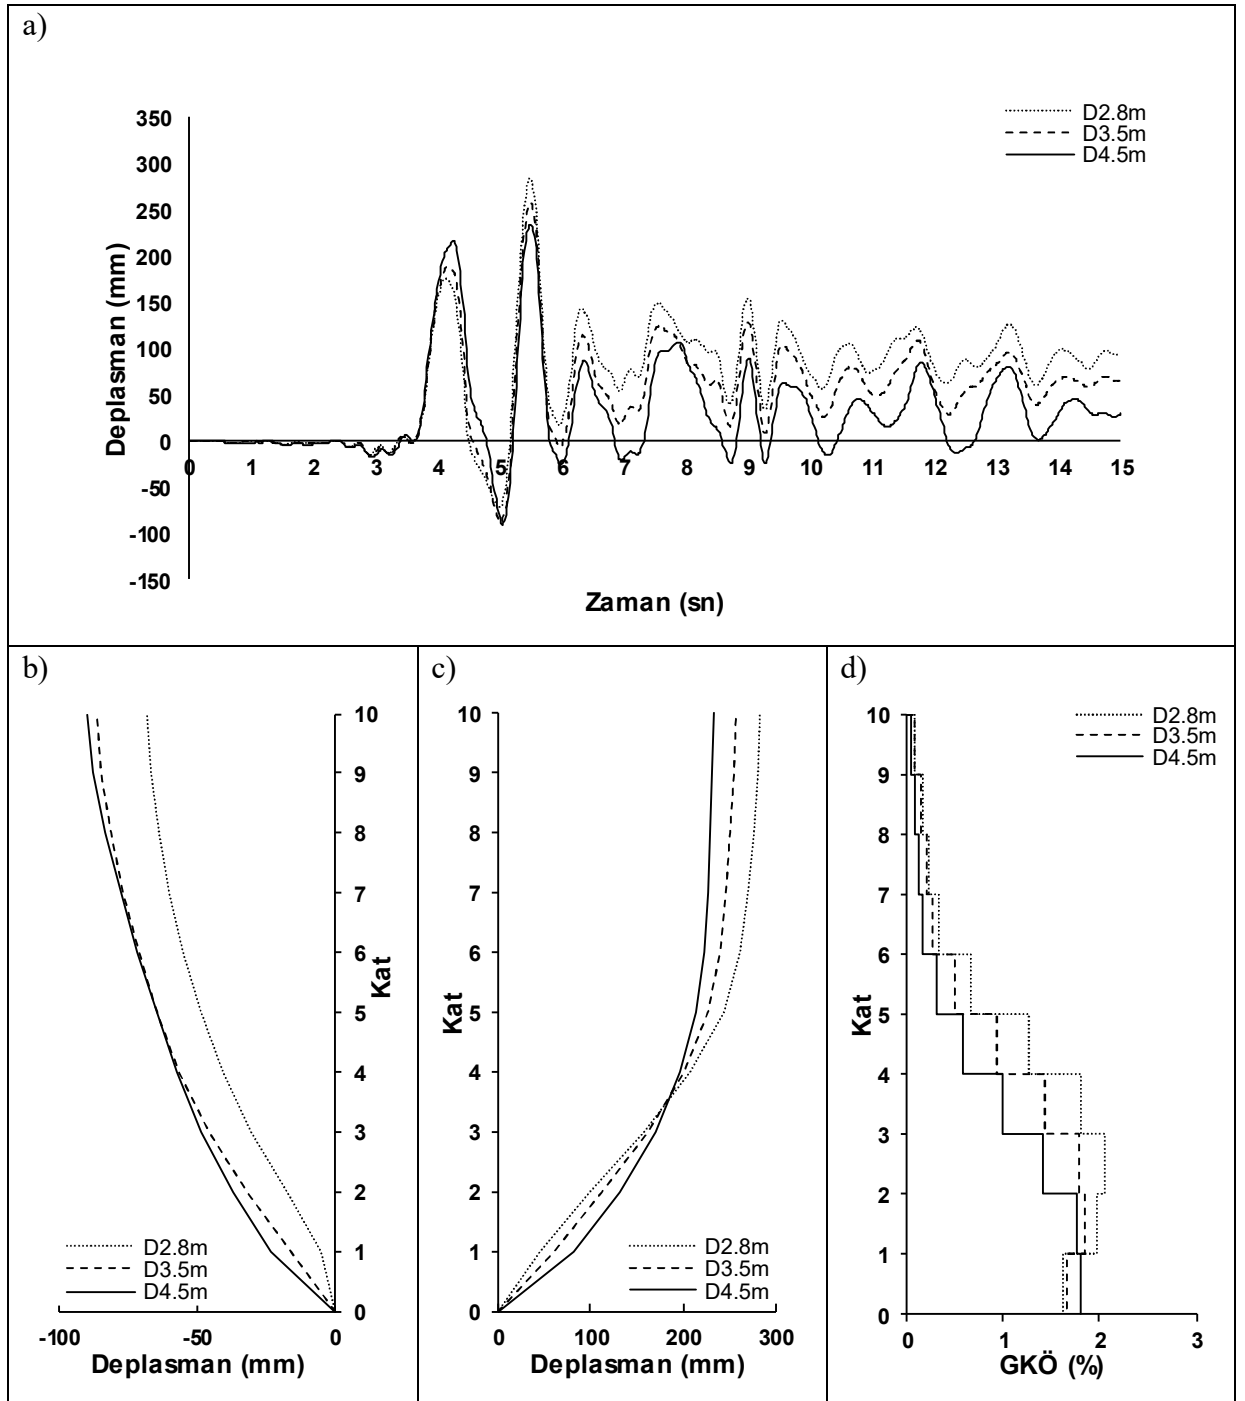 a)
D2.8m
D3.5m
D4.5m
350
300
250
200
150
100
50
0
-50
-100
-150
Deplasman (mm)
0 1 2 3 4 5 6 7 8 9 10 11 12 13 14 15
Zaman (sn)
b)
10
9
8
7
6
5
4
3
2
1
0
Kat
D2.8m
D3.5m
D4.5m
-100 -50 0
Deplasman (mm)
c)
10
9
8
7
6
5
4
3
2
1
0
Kat
D2.8m
D3.5m
D4.5m
0 100 200 300
Deplasman (mm)
d)
D2.8m
D3.5m
D4.5m
10
9
8
7
6
5
4
3
2
1
0
Kat
0 1 2 3
GKÖ (%)